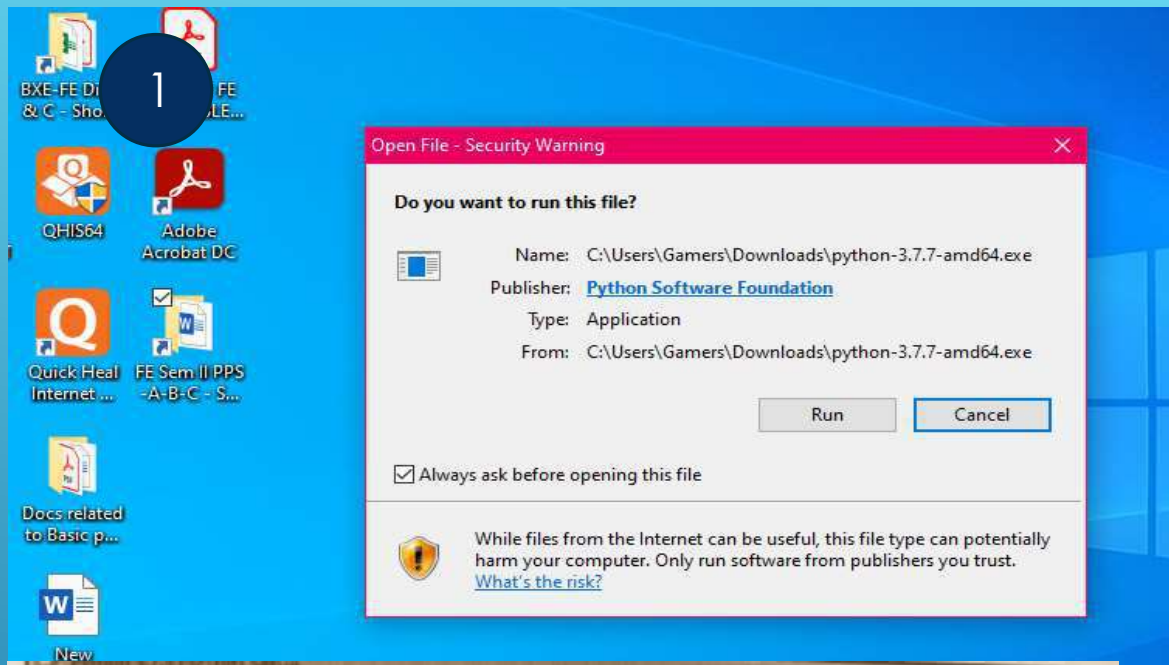 1
BXE-FE Di
& C - Sho
FE
LE...
QHIS64
Adobe
Acrobat DC
Quick Heal
Internet ...
FE Sem II PPS
-A-B-C - S...
Docs related
to Basic p...
New
Open File - Security Warning
Do you want to run this file?
Name: C:\Users\Gamers\Downloads\python-3.7.7-amd64.exe
Publisher: Python Software Foundation
Type: Application
From: C:\Users\Gamers\Downloads\python-3.7.7-amd64.exe
Run Cancel
Always ask before opening this file
While files from the Internet can be useful, this file type can potentially
harm your computer. Only run software from publishers you trust.
What's the risk?